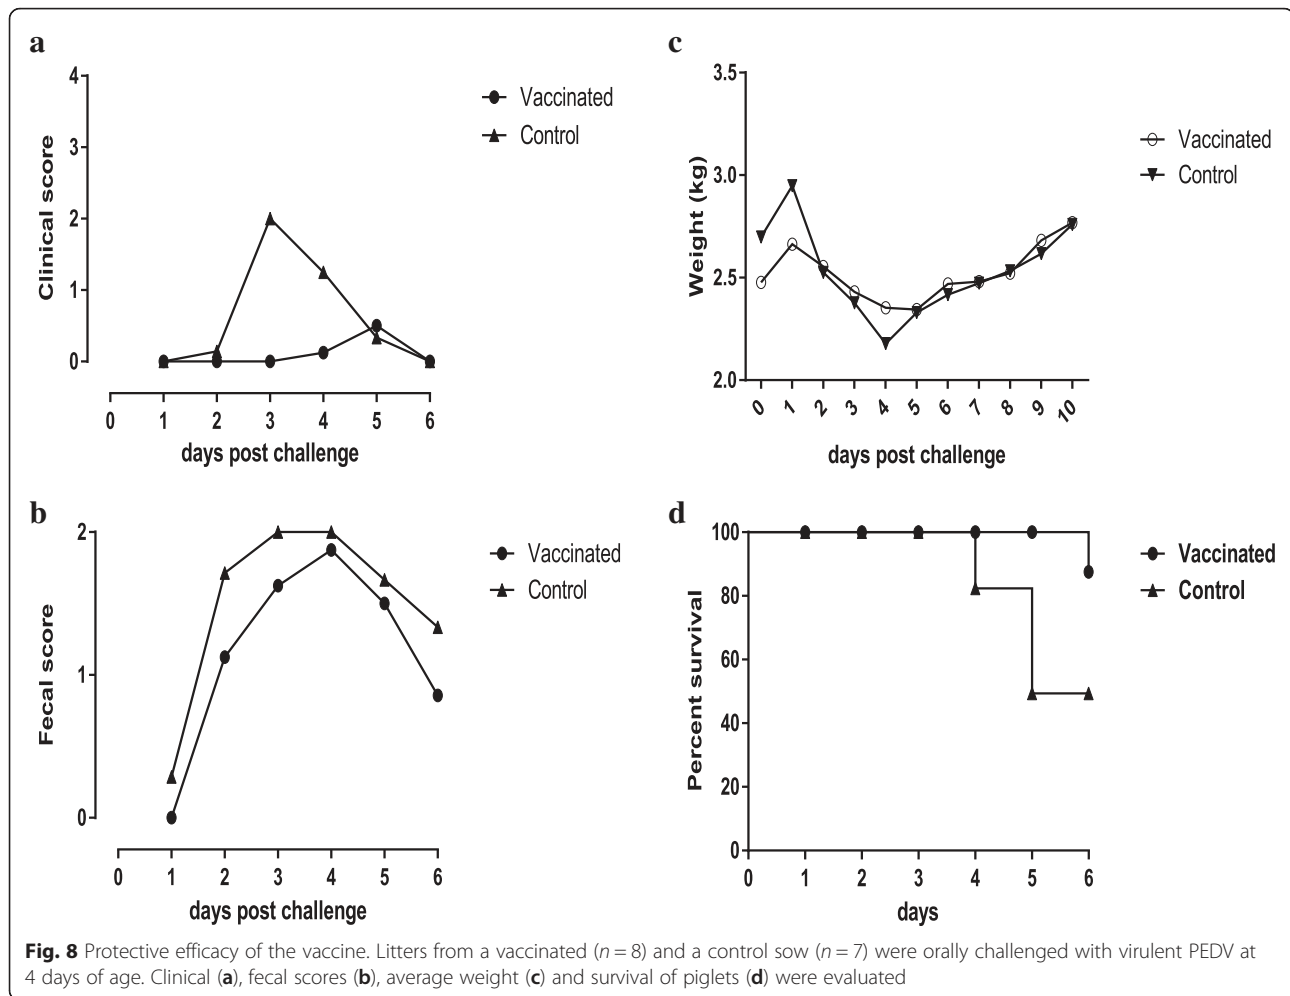 a
4
3
2
1
0
Clinical score
0 1 2 3 4 5 6
days post challenge
Vaccinated
Control
c
3.5
3.0
2.5
2.0
Weight (kg)
0 1 2 3 4 5 6 7 8 9 10
days post challenge
Vaccinated
Control
b
2
1
0
Fecal score
0 1 2 3 4 5 6
days post challenge
Vaccinated
Control
d
100
80
60
40
20
0
Percent survival
0 1 2 3 4 5 6
days
Vaccinated
Control
Fig. 8 Protective efficacy of the vaccine. Litters from a vaccinated (n = 8) and a control sow (n = 7) were orally challenged with virulent PEDV at
4 days of age. Clinical (a), fecal scores (b), average weight (c) and survival of piglets (d) were evaluated